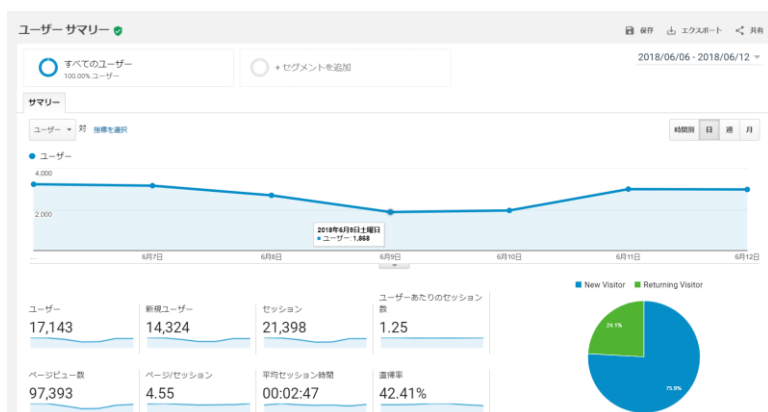 ユーザー サマリー
保存 エクスポート 共有
すべてのユーザー
100.00% ユーザー
+ セグメントを追加
2018/06/06 - 2018/06/12
サマリー
ユーザー 対 指標を選択
時間別 日 週 月
ユーザー
4,000
2,000
2018年6月9日土曜日
ユーザー: 1,868
... 6月7日 6月8日 6月9日 6月10日 6月11日 6月12日
New Visitor Returning Visitor
ユーザー
17,143
新規ユーザー
14,324
セッション
21,398
ユーザーあたりのセッション
数
1.25
24.1%
75.9%
ページビュー数
97,393
ページ/セッション
4.55
平均セッション時間
00:02:47
直帰率
42.41%